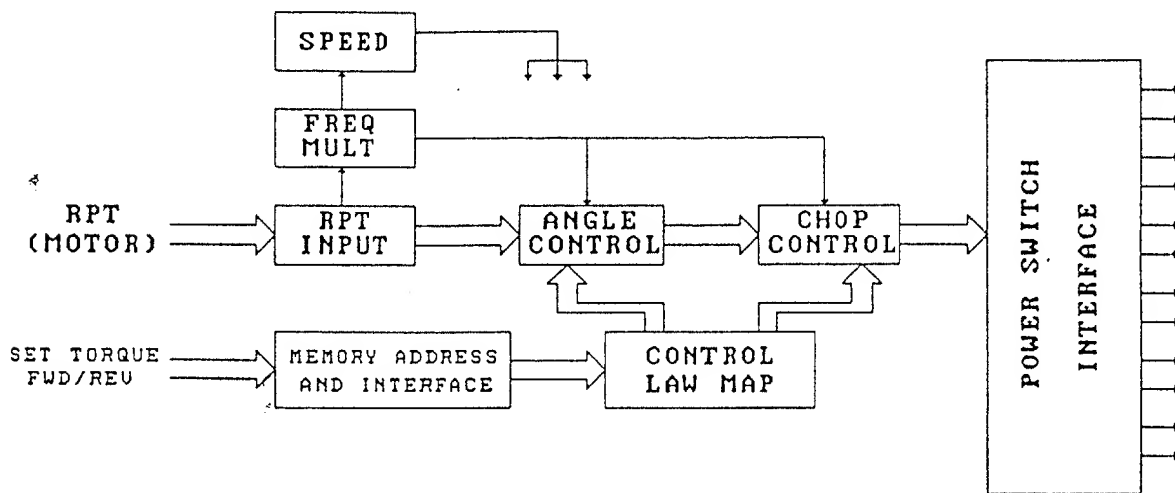 SPEED
FREQ
MULT
RPT
(MOTOR)
RPT
INPUT
ANGLE
CONTROL
CHOP
CONTROL
POWER SWITCH
INTERFACE
SET TORQUE
FWD/REV
MEMORY ADDRESS
AND INTERFACE
CONTROL
LAW MAP